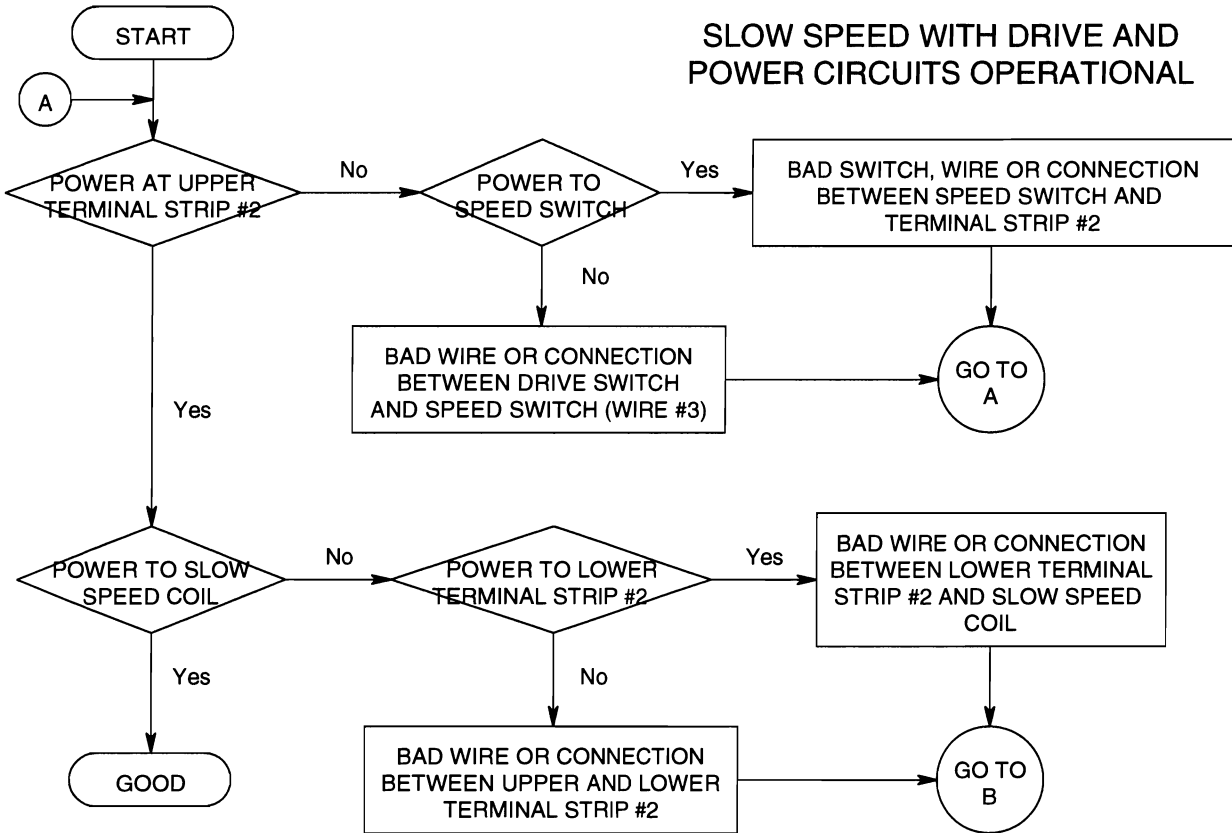 START
SLOW SPEED WITH DRIVE AND
POWER CIRCUITS OPERATIONAL
A
POWER AT UPPER
TERMINAL STRIP #2
No
POWER TO
SPEED SWITCH
Yes
BAD SWITCH, WIRE OR CONNECTION
BETWEEN SPEED SWITCH AND
TERMINAL STRIP #2
No
BAD WIRE OR CONNECTION
BETWEEN DRIVE SWITCH
AND SPEED SWITCH (WIRE #3)
GO TO
A
Yes
POWER TO SLOW
SPEED COIL
No
POWER TO LOWER
TERMINAL STRIP #2
Yes
BAD WIRE OR CONNECTION
BETWEEN LOWER TERMINAL
STRIP #2 AND SLOW SPEED
COIL
Yes
No
GOOD
BAD WIRE OR CONNECTION
BETWEEN UPPER AND LOWER
TERMINAL STRIP #2
GO TO
B